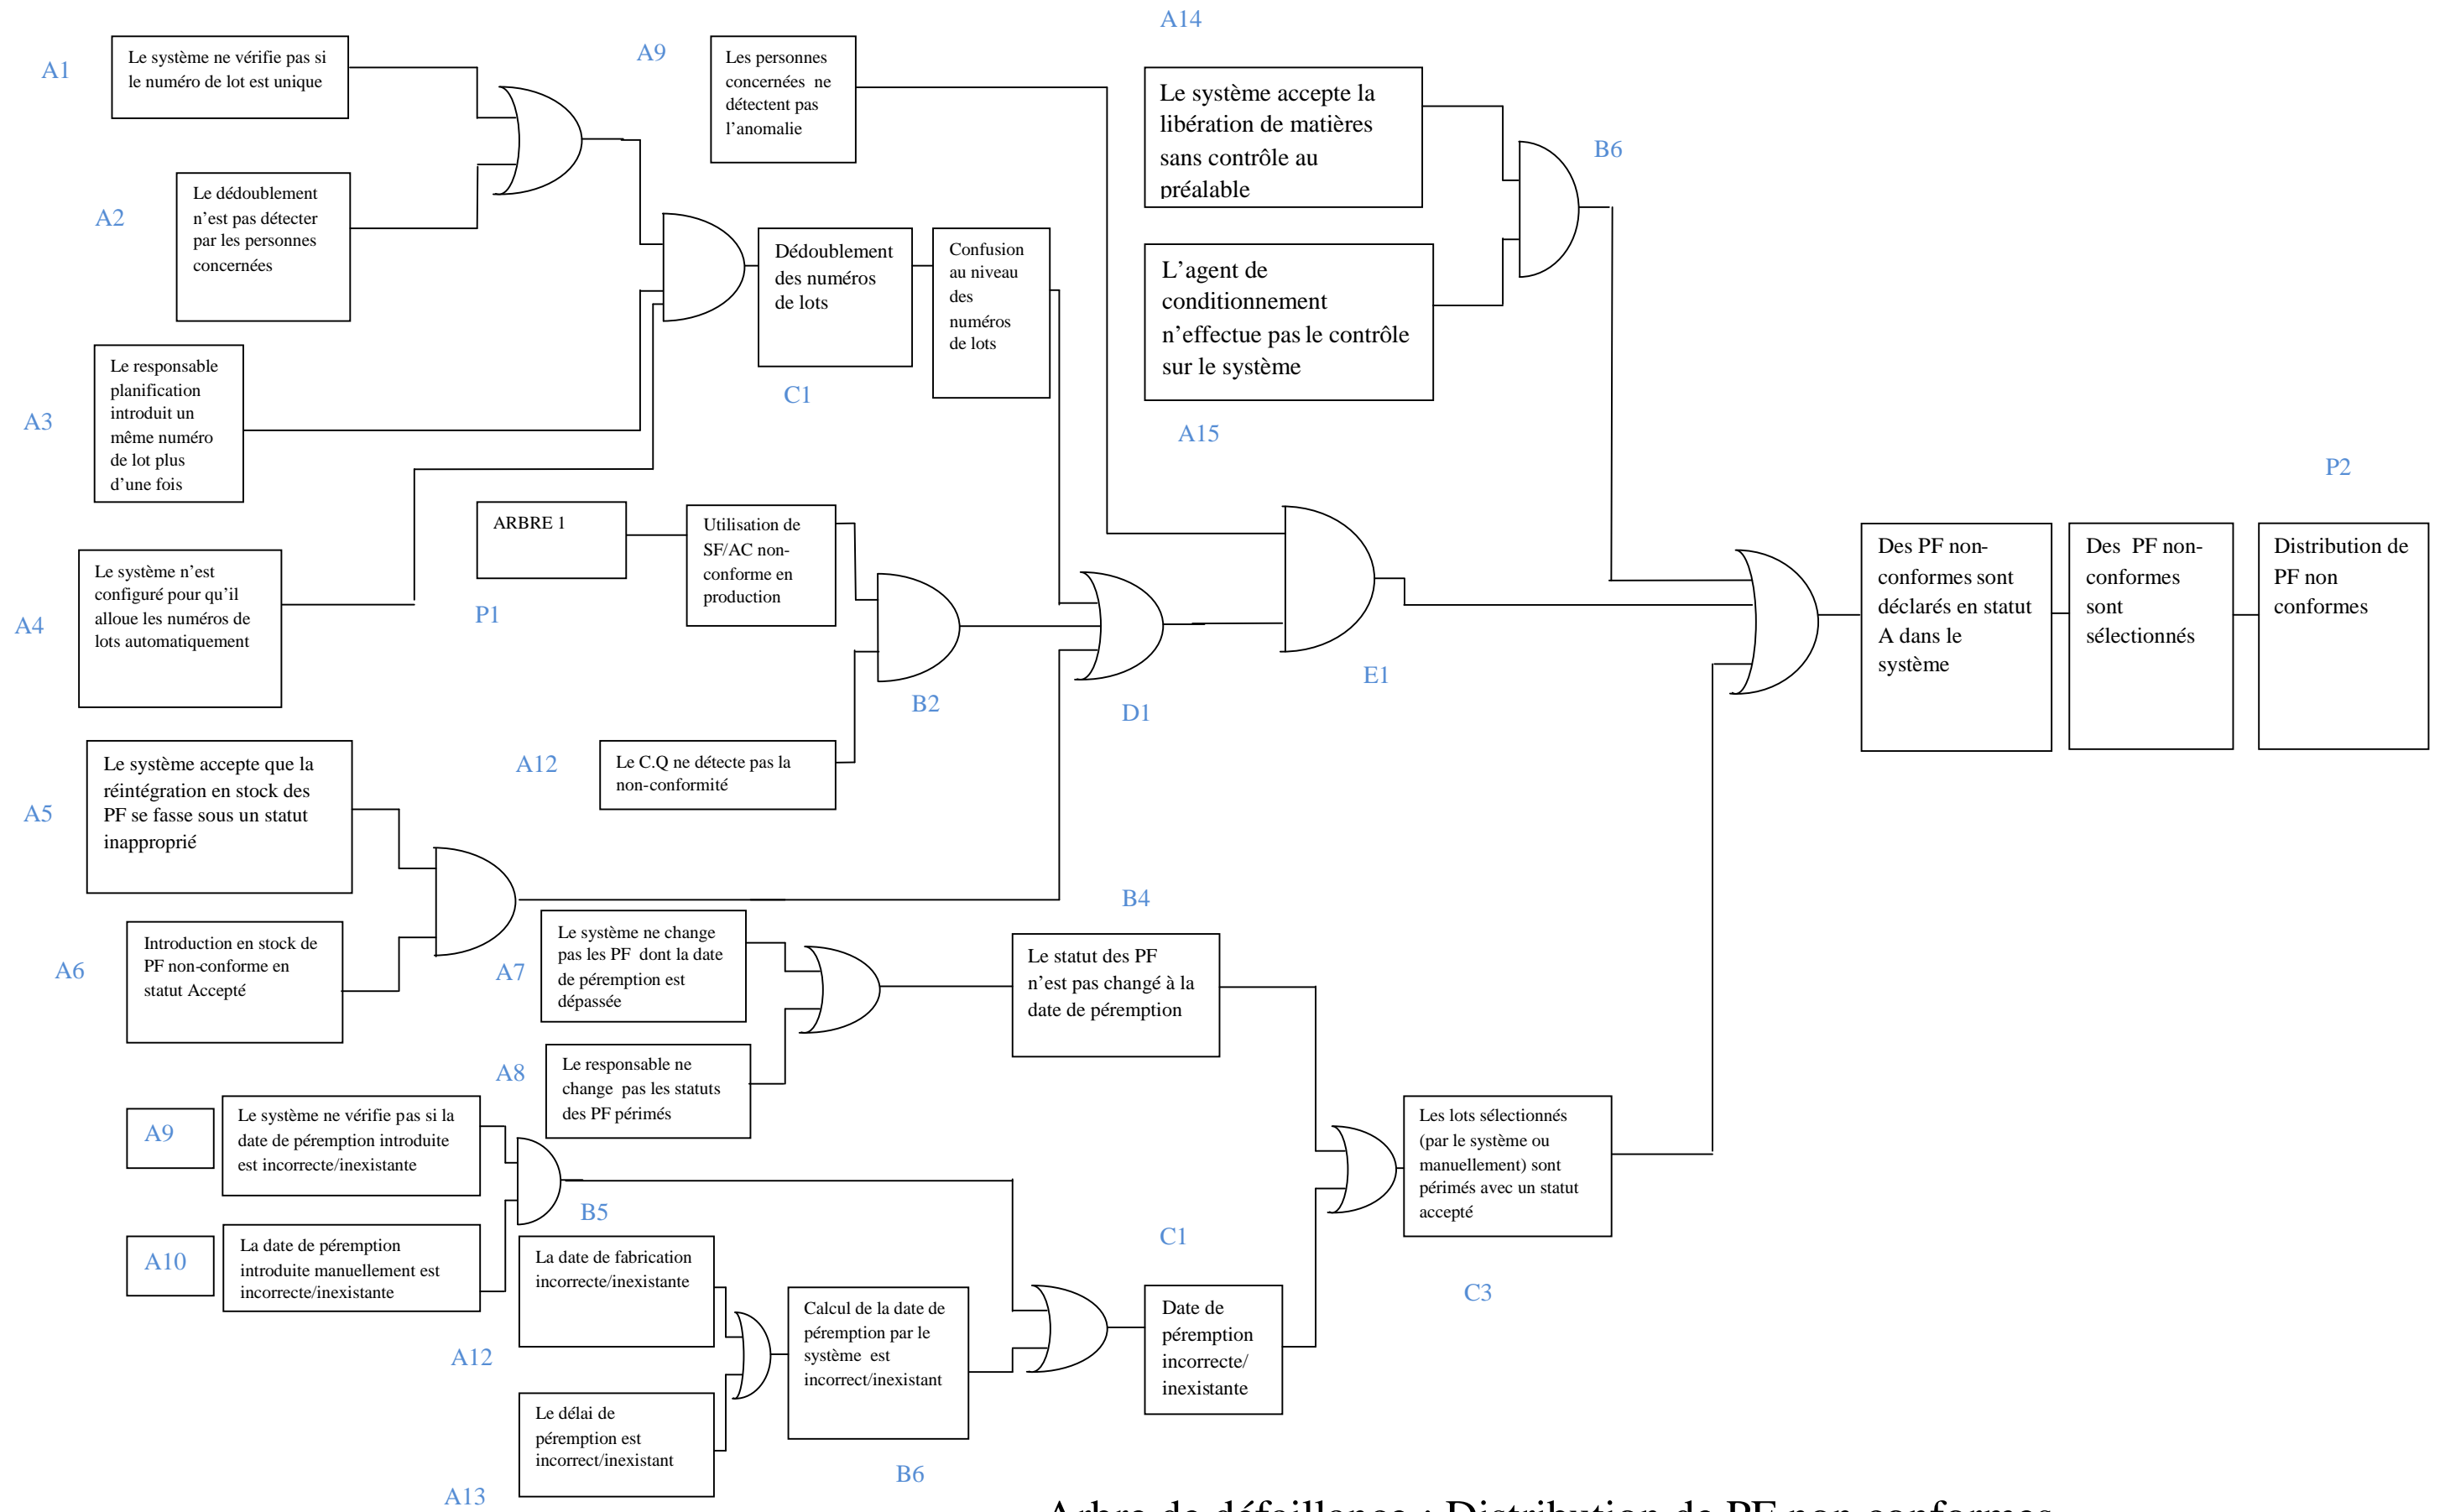 A14
A1
Le système ne vérifie pas si
le numéro de lot est unique
A9
Les personnes
concernées ne
détectent pas
l’anomalie
Le système accepte la
libération de matières
sans contrôle au
préalable
B6
A2
Le dédoublement
n’est pas détecter
par les personnes
concernées
Dédoublement
des numéros
de lots
C1
Confusion
au niveau
des
numéros
de lots
L’agent de
conditionnement
n’effectue pas le contrôle
sur le système
A15
A3
Le responsable
planification
introduit un
même numéro
de lot plus
d’une fois
P2
ARBRE 1
P1
Utilisation de
SF/AC non-
conforme en
production
Des PF non-
conformes sont
déclarés en statut
A dans le
système
Des PF non-
conformes
sont
sélectionnés
Distribution de
PF non
conformes
A4
Le système n’est
configuré pour qu’il
alloue les numéros de
lots automatiquement
E1
B2
D1
A12
Le C.Q ne détecte pas la
non-conformité
A5
Le système accepte que la
réintégration en stock des
PF se fasse sous un statut
inapproprié
A6
Introduction en stock de
PF non-conforme en
statut Accepté
A7
Le système ne change
pas les PF dont la date
de péremption est
dépassée
B4
Le statut des PF
n’est pas changé à la
date de péremption
A8
Le responsable ne
change pas les statuts
des PF périmés
A9
Le système ne vérifie pas si la
date de péremption introduite
est incorrecte/inexistante
Les lots sélectionnés
(par le système ou
manuellement) sont
périmés avec un statut
accepté
B5
A10
La date de péremption
introduite manuellement est
incorrecte/inexistante
La date de fabrication
incorrecte/inexistante
C1
C3
Calcul de la date de
péremption par le
système est
incorrect/inexistant
Date de
péremption
incorrecte/
inexistante
A12
Le délai de
péremption est
incorrect/inexistant
B6
A13
Arbre de défaillance : Distribution de PF non conformes